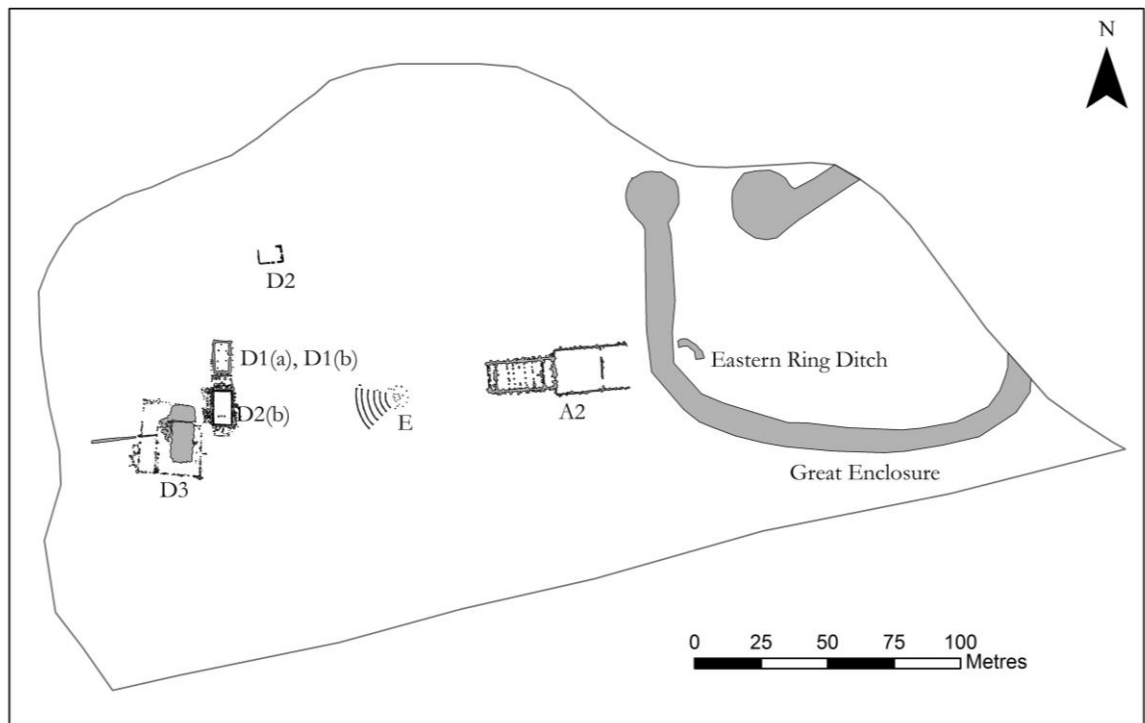 N
D2
D1(a), D1(b)
Eastern Ring Ditch
D2(b)
E
A2
Great Enclosure
D3
0 25 50 75 100
Metres